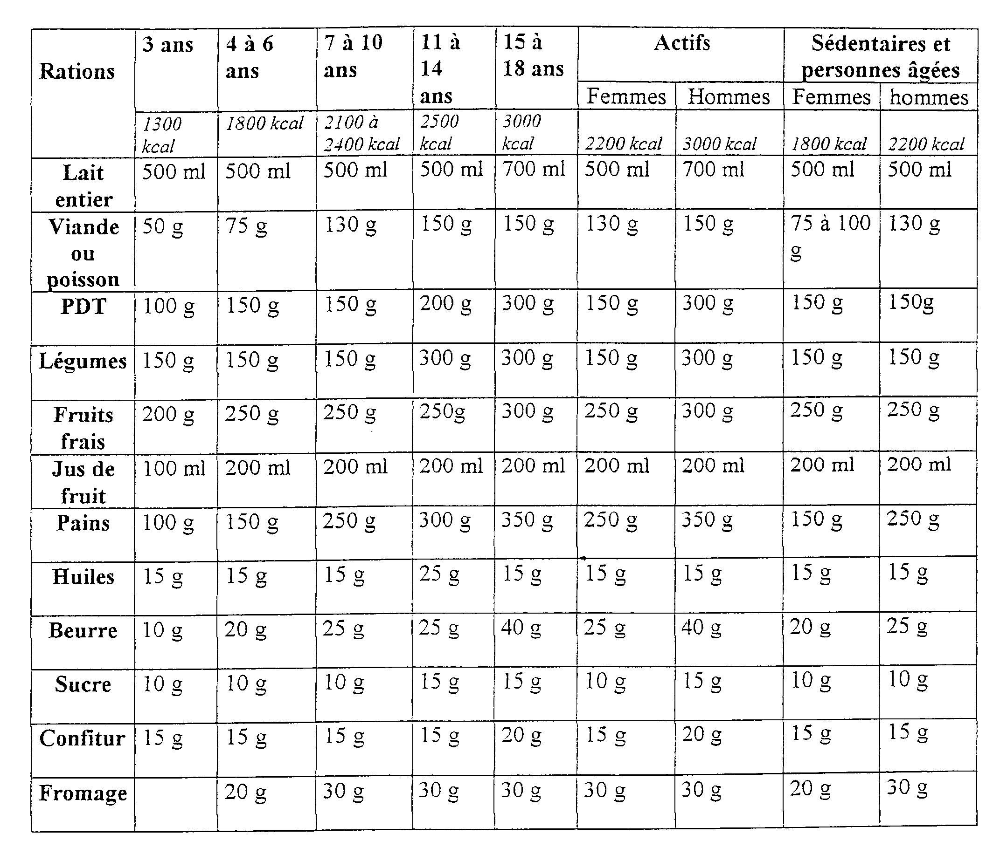 Rations 3 ans 4 à 6 ans 7 à 10 ans 11 à 14 ans 15 à 18 ans Actifs Sédentaires et personnes âgées
Femmes Hommes Femmes hommes
1300 kcal 1800 kcal 2100 à 2400 kcal 2500 kcal 3000 kcal 2200 kcal 3000 kcal 1800 kcal 2200 kcal
Lait entier 500 ml 500 ml 500 ml 500 ml 700 ml 500 ml 700 ml 500 ml 500 ml
Viande ou poisson 50 g 75 g 130 g 150 g 150 g 130 g 150 g 75 à 100 g 130 g
PDT 100 g 150 g 150 g 200 g 300 g 150 g 300 g 150 g 150g
Légumes 150 g 150 g 150 g 300 g 300 g 150 g 300 g 150 g 150 g
Fruits frais 200 g 250 g 250 g 250g 300 g 250 g 300 g 250 g 250 g
Jus de fruit 100 ml 200 ml 200 ml 200 ml 200 ml 200 ml 200 ml 200 ml 200 ml
Pains 100 g 150 g 250 g 300 g 350 g 250 g 350 g 150 g 250 g
Huiles 15 g 15 g 15 g 25 g 15 g 15 g 15 g 15 g 15 g
Beurre 10 g 20 g 25 g 25 g 40 g 25 g 40 g 20 g 25 g
Sucre 10 g 10 g 10 g 15 g 15 g 10 g 15 g 10 g 10 g
Confitur 15 g 15 g 15 g 15 g 20 g 15 g 20 g 15 g 15 g
Fromage 20 g 30 g 30 g 30 g 30 g 30 g 20 g 30 g